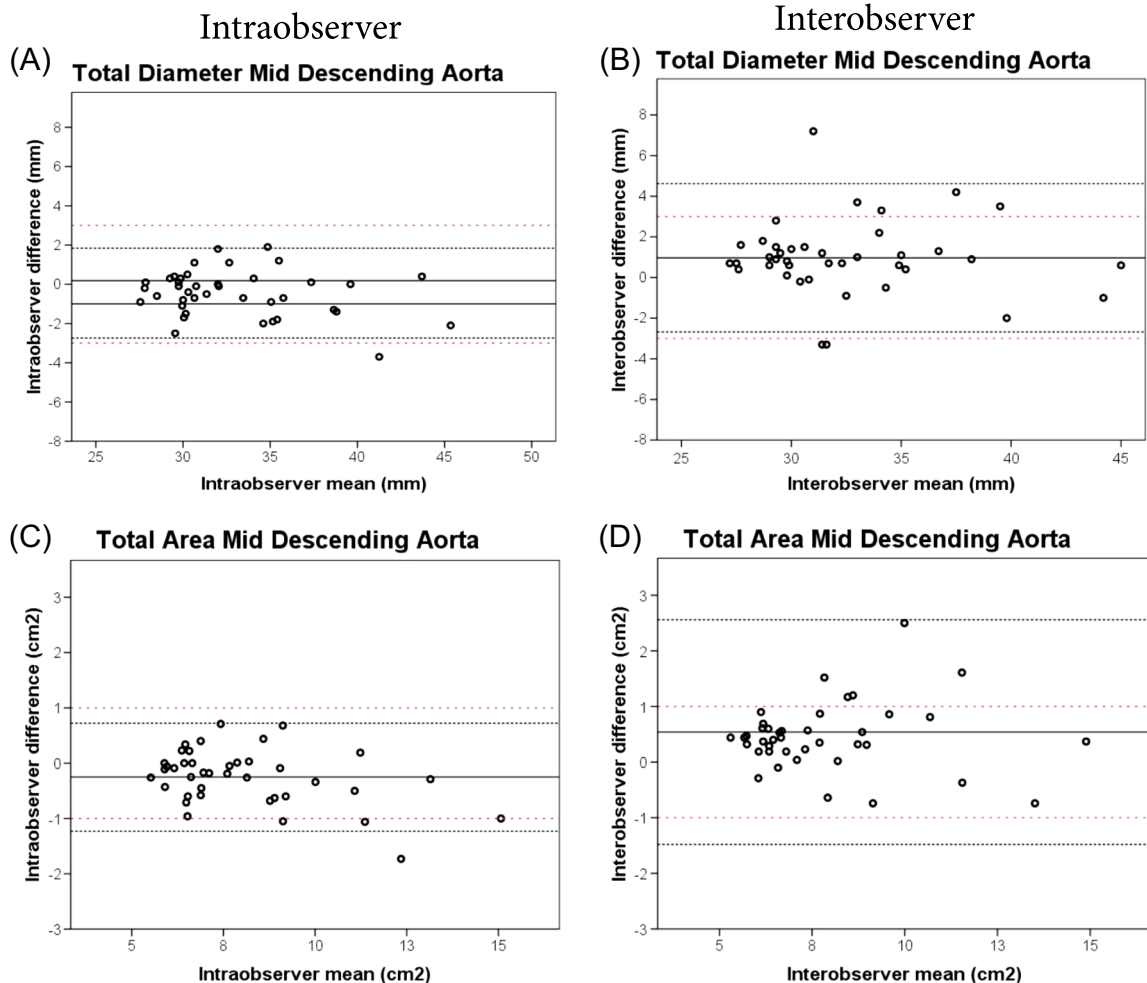 Intraobserver
Interobserver
(A)
Total Diameter Mid Descending Aorta
Intraobserver difference (mm)
8
6
4
2
0
-2
-4
-6
-8
25
30
35
40
45
50
Intraobserver mean (mm)
(B)
Total Diameter Mid Descending Aorta
Interobserver difference (mm)
8
6
4
2
0
-2
-4
-6
-8
25
30
35
40
45
Interobserver mean (mm)
(C)
Total Area Mid Descending Aorta
Intraobserver difference (cm2)
3
2
1
0
-1
-2
-3
5
8
10
13
15
Intraobserver mean (cm2)
(D)
Total Area Mid Descending Aorta
Interobserver difference (cm2)
3
2
1
0
-1
-2
-3
5
8
10
13
15
Interobserver mean (cm2)